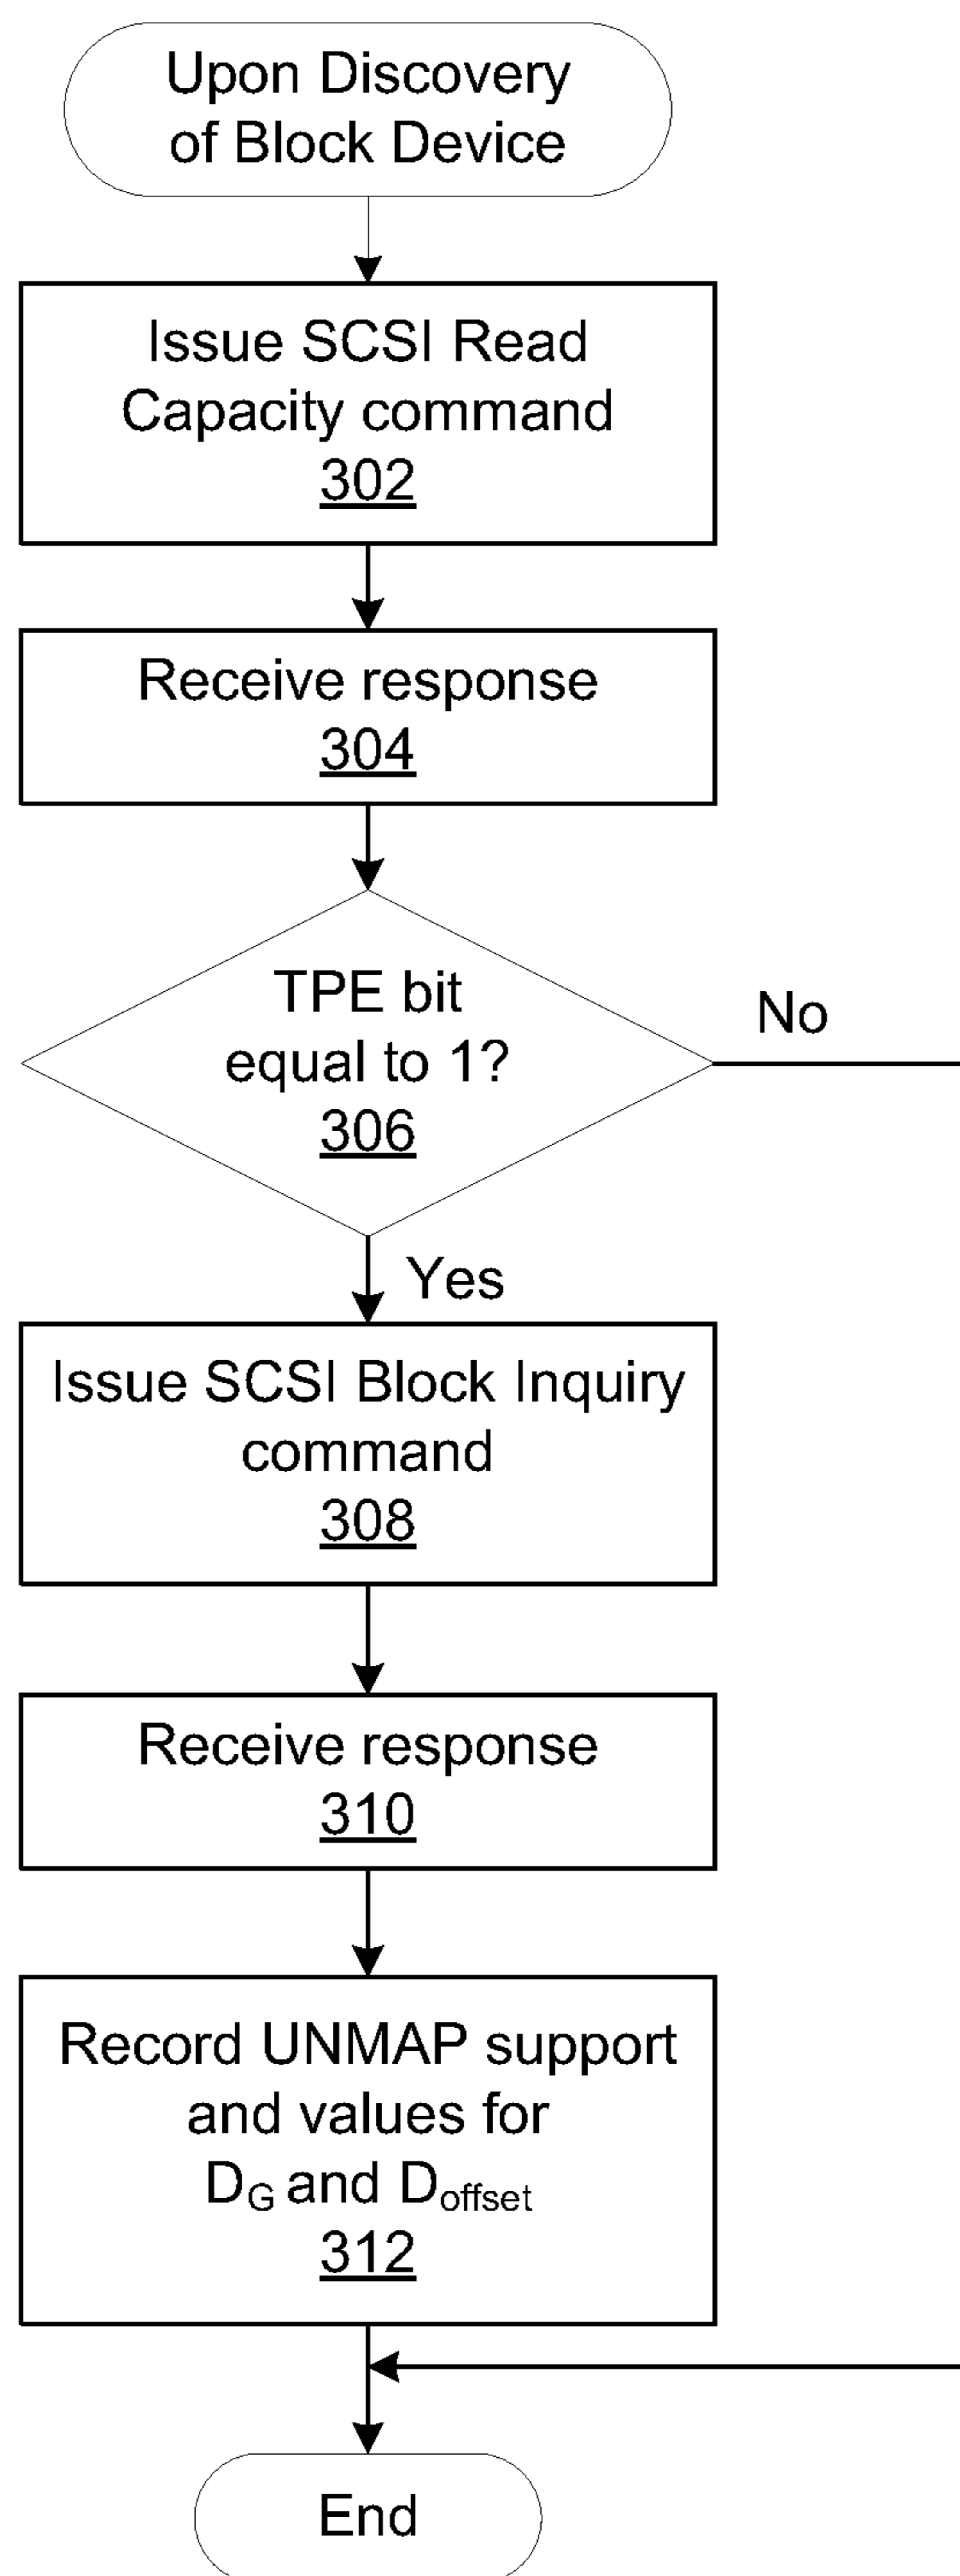 Upon Discovery
of Block Device
Issue SCSI Read
Capacity command
302
Receive response
304
TPE bit
equal to 1?
306
No
Yes
Issue SCSI Block Inquiry
command
308
Receive response
310
Record UNMAP support
and values for
DG and Doffset
312
End